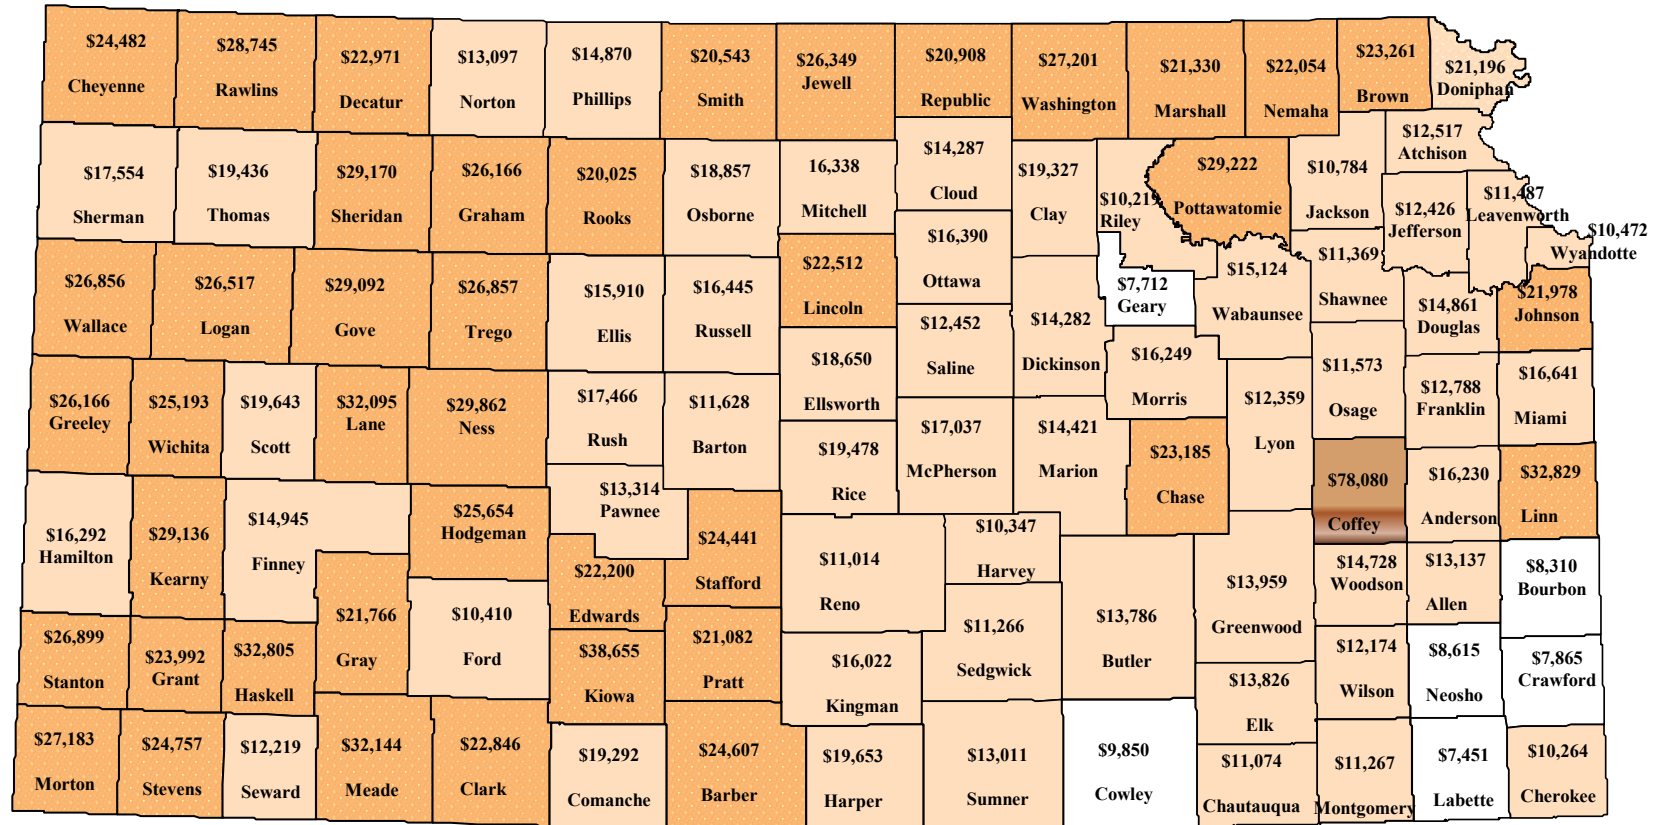 $24,482
Cheyenne
$28,745
Rawlins
$22,971
Decatur
$13,097
Norton
$14,870
Phillips
$20,543
Smith
$26,349
Jewell
$20,908
Republic
$27,201
Washington
$21,330
Marshall
$22,054
Nemaha
$23,261
Brown
$21,196
Doniphan
$17,554
Sherman
$19,436
Thomas
$29,170
Sheridan
$26,166
Graham
$20,025
Rooks
$18,857
Osborne
16,338
Mitchell
$14,287
Cloud
$19,327
Clay
$10,219
Riley
$29,222
Pottawatomie
$10,784
Jackson
$12,517
Atchison
$12,426
Jefferson
$11,487
Leavenworth
$10,472
Wyandotte
$26,856
Wallace
$26,517
Logan
$29,092
Gove
$26,857
Trego
$15,910
Ellis
$16,445
Russell
$22,512
Lincoln
$16,390
Ottawa
$12,452
Saline
$14,282
Dickinson
$7,712
Geary
$15,124
Wabaunsee
$11,369
Shawnee
$14,861
Douglas
$21,978
Johnson
$26,166
Greeley
$25,193
Wichita
$19,643
Scott
$32,095
Lane
$29,862
Ness
$17,466
Rush
$11,628
Barton
$18,650
Ellsworth
$19,478
Rice
$17,037
McPherson
$14,421
Marion
$16,249
Morris
$23,185
Chase
$12,359
Lyon
$11,573
Osage
$12,788
Franklin
$16,641
Miami
$78,080
Coffey
$16,230
Anderson
$32,829
Linn
$16,292
Hamilton
$29,136
Kearny
$14,945
Finney
$25,654
Hodgeman
$13,314
Pawnee
$24,441
Stafford
$22,200
Edwards
$21,766
Gray
$10,410
Ford
$11,014
Reno
$10,347
Harvey
$11,266
Sedgwick
$13,786
Butler
$13,959
Greenwood
$14,728
Woodson
$13,137
Allen
$8,310
Bourbon
$26,899
Stanton
$23,992
Grant
$32,805
Haskell
$38,655
Kiowa
$21,082
Pratt
$16,022
Kingman
$13,826
Elk
$12,174
Wilson
$8,615
Neosho
$7,865
Crawford
$27,183
Morton
$24,757
Stevens
$12,219
Seward
$32,144
Meade
$22,846
Clark
$19,292
Comanche
$24,607
Barber
$19,653
Harper
$13,011
Sumner
$9,850
Cowley
$11,074
Chautauqua
$11,267
Montgomery
$7,451
Labette
$10,264
Cherokee